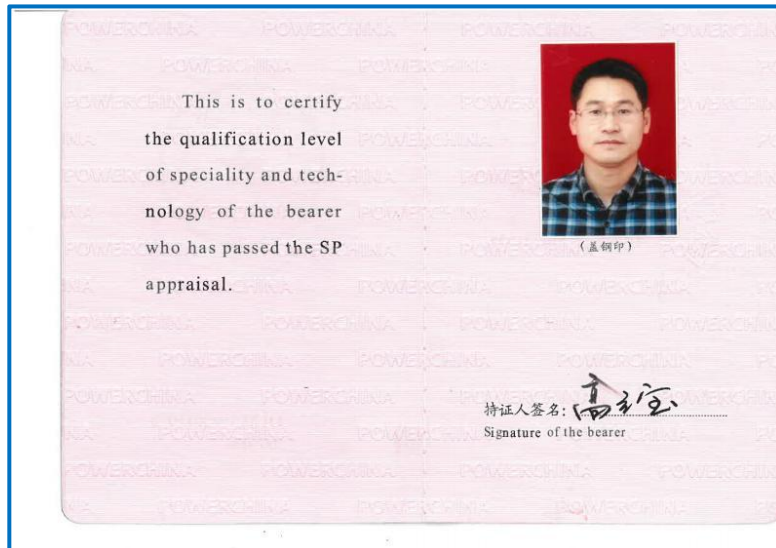 This is to certify
the qualification level
of speciality and tech-
nology of the bearer
who has passed the SP
appraisal.
(盖钢印)
持证人签名:
Signature of the bearer
POWERCHINA